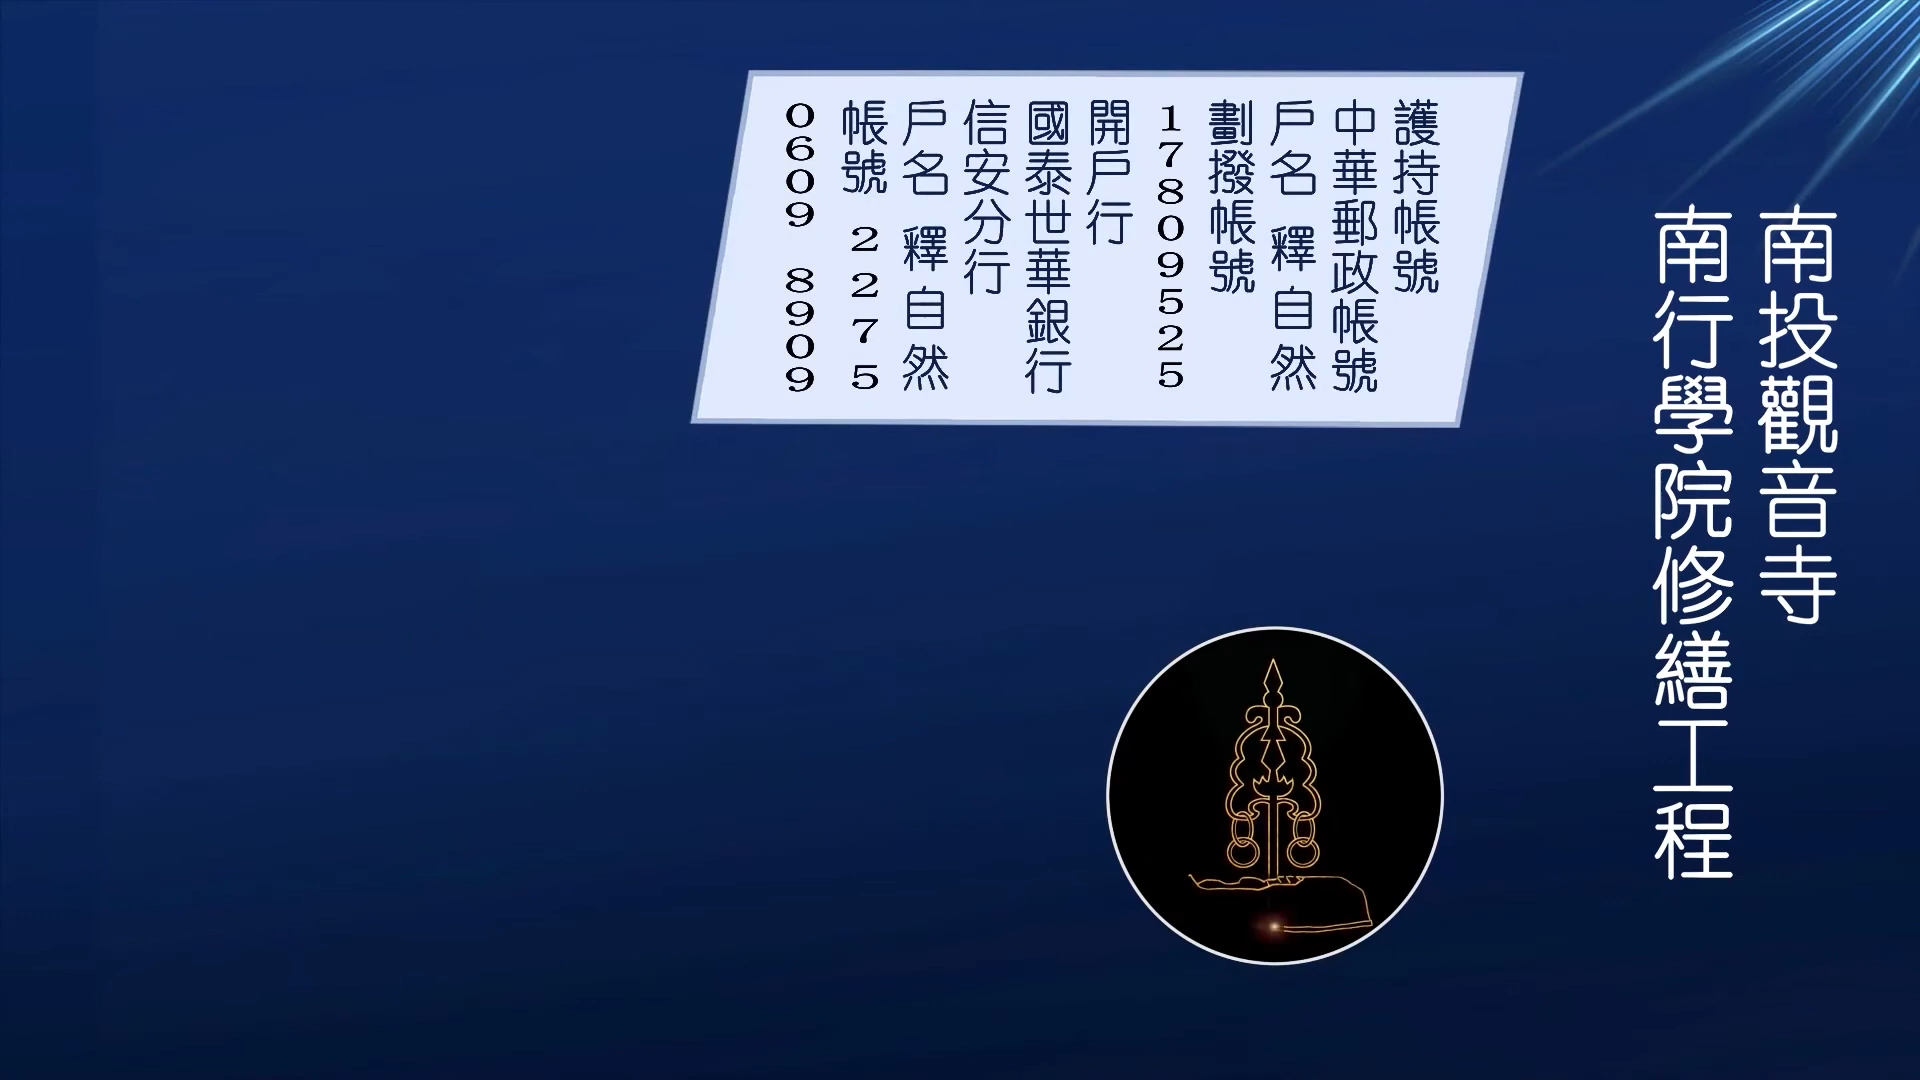 南投觀音寺
南行學院修繕工程
護持帳號
中華郵政帳號
戶名 釋自然
劃撥帳號
17809525
開戶行
國泰世華銀行
信安分行
戶名 釋自然
帳號 2275
0609 8909